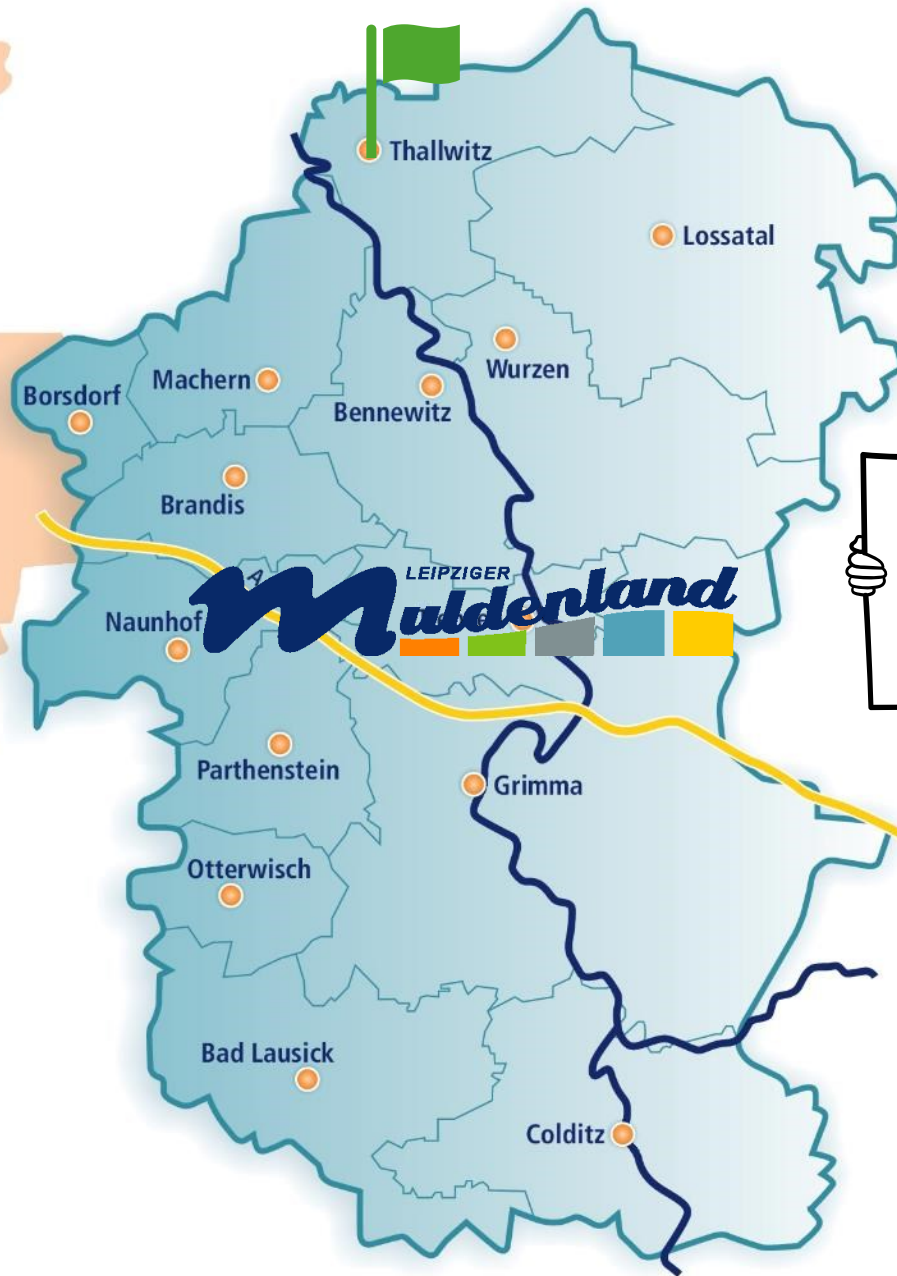 Thallwitz
Lossatal
Wurzen
Machern
Borsdorf
Bennewitz
Brandis
LEIPZIGER
Muldenland
Naunhof
Parthenstein
Grimma
Otterwisch
Bad Lausick
Colditz